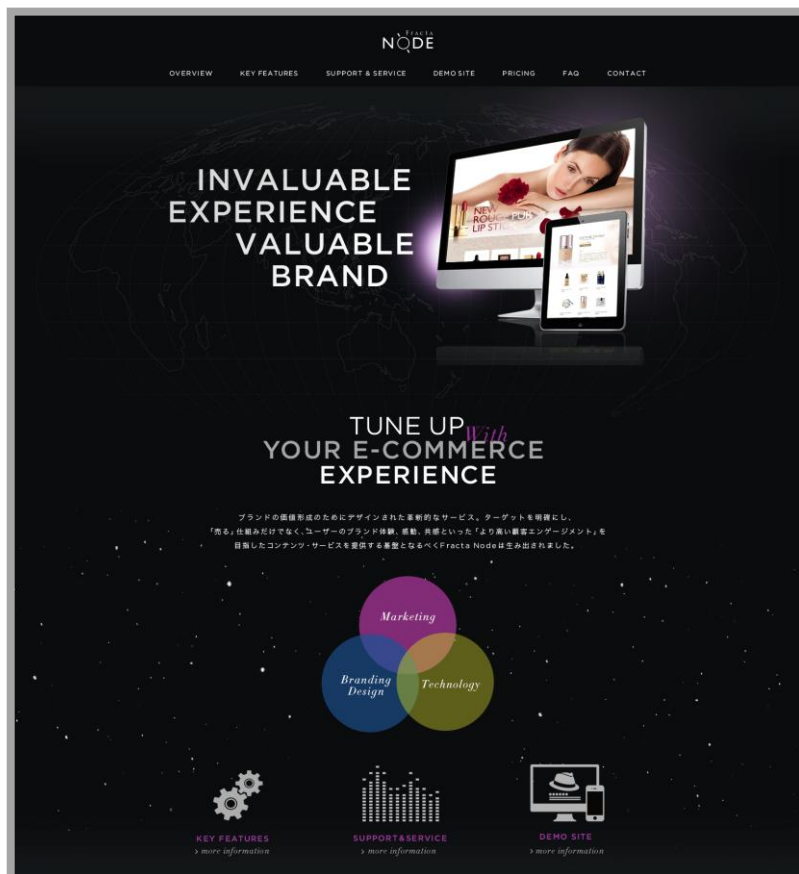 Fracta
NODE
OVERVIEW KEY FEATURES SUPPORT & SERVICE DEMO SITE PRICING FAQ CONTACT
INVALUABLE
EXPERIENCE
VALUABLE
BRAND
NEW
ROUGE FOR
LIP STIC
TUNE UP With
YOUR E-COMMERCE
EXPERIENCE
ブランドの価値形成のためにデザインされた革新的なサービス。ターゲットを明確にし、
「売る」仕組みだけでなく、ユーザーのブランド体験、感動、共感といった「より高い顧客エンゲージメント」を
目指したコンテンツ・サービスを提供する基盤となるべくFracta Nodeは生み出されました。
Marketing
Branding
Design
Technology
KEY FEATURES
› more information
SUPPORT&SERVICE
› more information
DEMO SITE
› more information